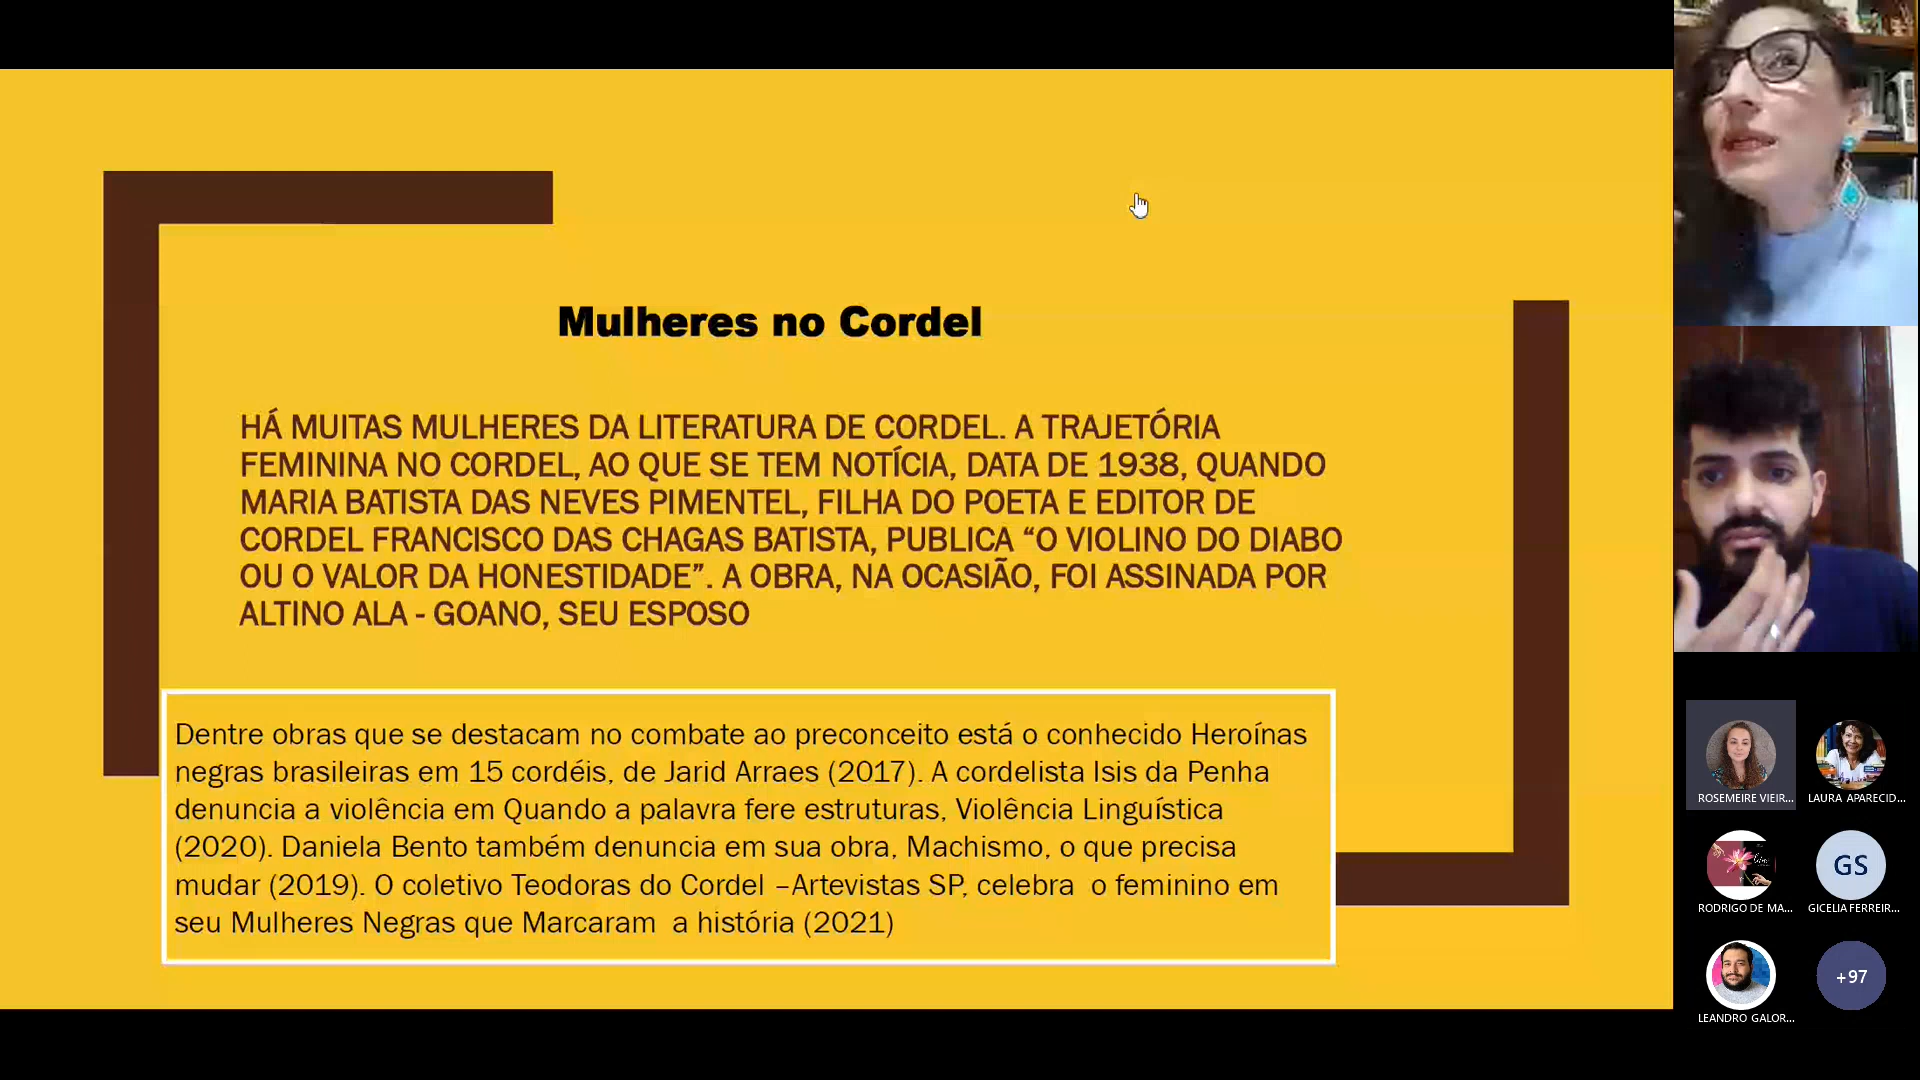 Mulheres no Cordel
HÁ MUITAS MULHERES DA LITERATURA DE CORDEL. A TRAJETÓRIA
FEMININA NO CORDEL, AO QUE SE TEM NOTÍCIA, DATA DE 1938, QUANDO
MARIA BATISTA DAS NEVES PIMENTEL, FILHA DO POETA E EDITOR DE
CORDEL FRANCISCO DAS CHAGAS BATISTA, PUBLICA “O VIOLINO DO DIABO
OU O VALOR DA HONESTIDADE”. A OBRA, NA OCASIÃO, FOI ASSINADA POR
ALTINO ALA - GOANO, SEU ESPOSO
Dentre obras que se destacam no combate ao preconceito está o conhecido Heroínas
negras brasileiras em 15 cordéis, de Jarid Arraes (2017). A cordelista Isis da Penha
denuncia a violência em Quando a palavra fere estruturas, Violência Linguística
(2020). Daniela Bento também denuncia em sua obra, Machismo, o que precisa
mudar (2019). O coletivo Teodoras do Cordel –Artevistas SP, celebra  o feminino em
seu Mulheres Negras que Marcaram  a história (2021)
ROSEMEIRE VIEIR...
LAURA APARECID...
RODRIGO DE MA...
GS
GICELIA FERREIR...
LEANDRO GALOR...
+97